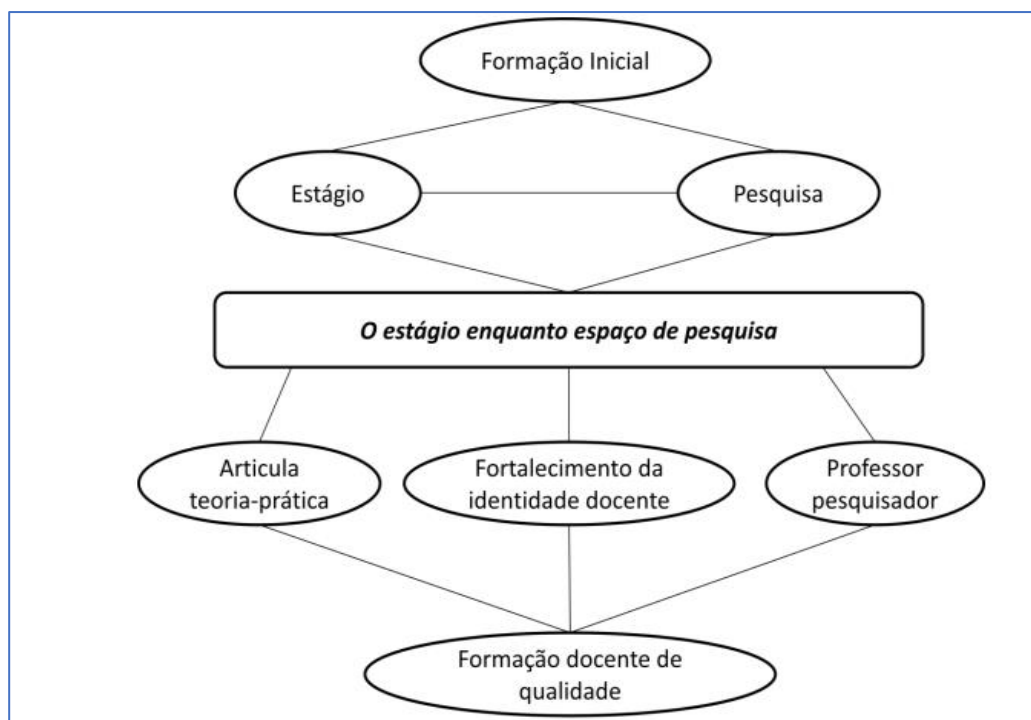 Formação Inicial
Estágio
Pesquisa
O estágio enquanto espaço de pesquisa
Articula
teoria-prática
Fortalecimento da
identidade docente
Professor
pesquisador
Formação docente de
qualidade